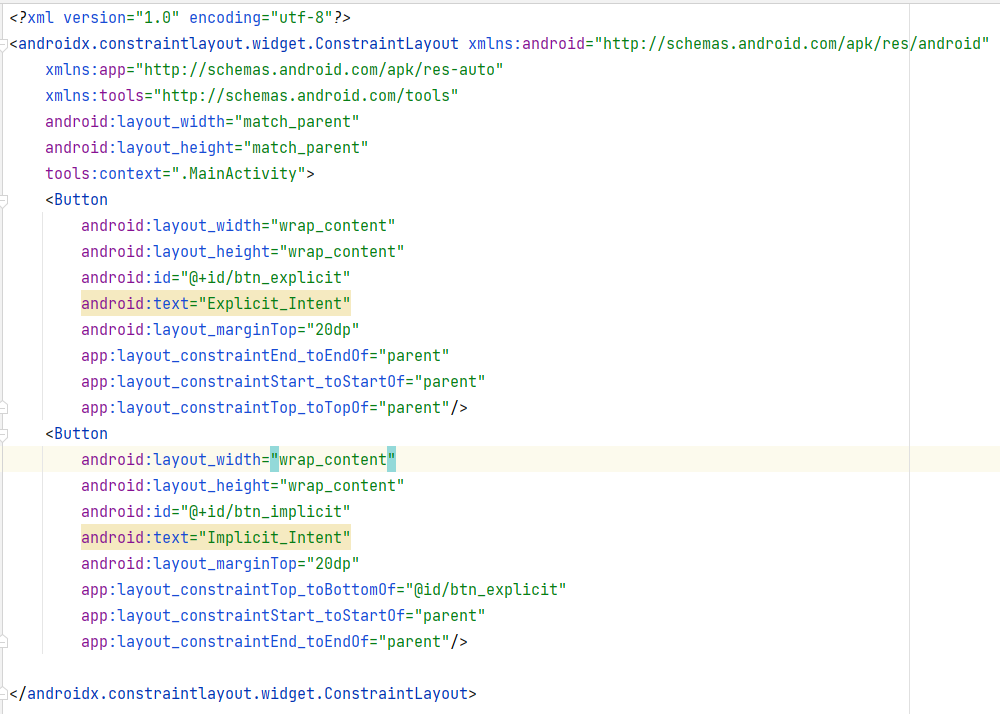 <?xml version="1.0" encoding="utf-8"?>
<androidx.constraintlayout.widget.ConstraintLayout xmlns:android="http://schemas.android.com/apk/res/android"
    xmlns:app="http://schemas.android.com/apk/res-auto"
    xmlns:tools="http://schemas.android.com/tools"
    android:layout_width="match_parent"
    android:layout_height="match_parent"
    tools:context=".MainActivity">
    <Button
        android:layout_width="wrap_content"
        android:layout_height="wrap_content"
        android:id="@+id/btn_explicit"
        android:text="Explicit_Intent"
        android:layout_marginTop="20dp"
        app:layout_constraintEnd_toEndOf="parent"
        app:layout_constraintStart_toStartOf="parent"
        app:layout_constraintTop_toTopOf="parent"/>
    <Button
        android:layout_width="wrap_content"
        android:layout_height="wrap_content"
        android:id="@+id/btn_implicit"
        android:text="Implicit_Intent"
        android:layout_marginTop="20dp"
        app:layout_constraintTop_toBottomOf="@id/btn_explicit"
        app:layout_constraintStart_toStartOf="parent"
        app:layout_constraintEnd_toEndOf="parent"/>

</androidx.constraintlayout.widget.ConstraintLayout>